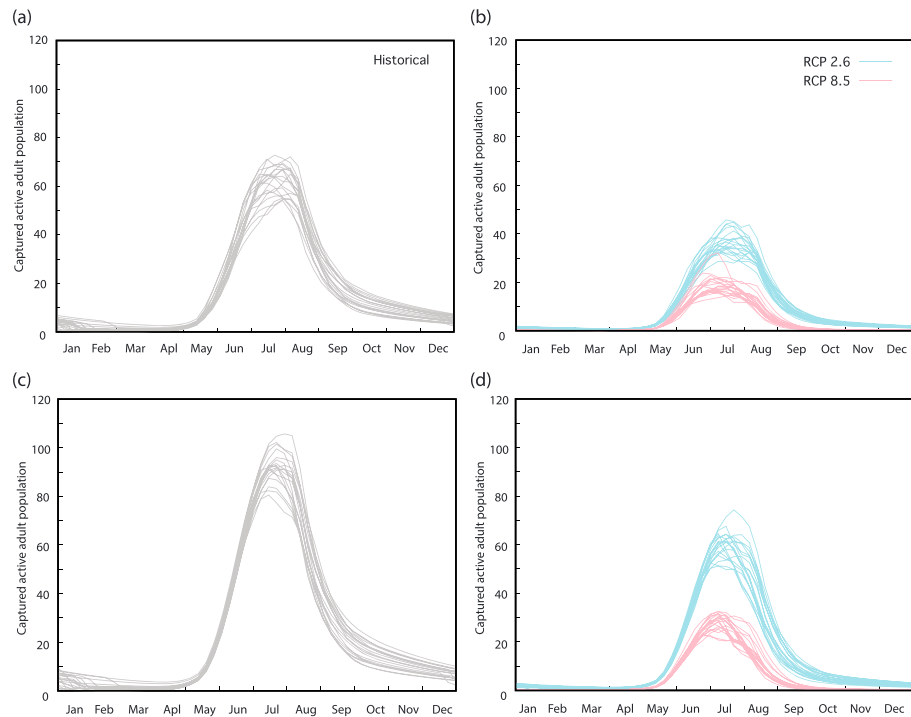 (a)
Captured active adult population
120
100
80
60
40
20
0
Historical
Jan Feb Mar Apl May Jun Jul Aug Sep Oct Nov Dec
(b)
Captured active adult population
120
100
80
60
40
20
0
RCP 2.6
RCP 8.5
Jan Feb Mar Apl May Jun Jul Aug Sep Oct Nov Dec
(c)
Captured active adult population
120
100
80
60
40
20
0
Jan Feb Mar Apl May Jun Jul Aug Sep Oct Nov Dec
(d)
Captured active adult population
120
100
80
60
40
20
0
Jan Feb Mar Apl May Jun Jul Aug Sep Oct Nov Dec